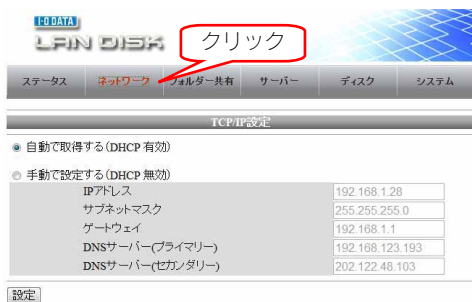 I-O DATA
LAN DISK
クリック
ステータス ネットワーク フォルダー共有 サーバー ディスク システム
TCP/IP設定
自動で取得する(DHCP 有効)
手動で設定する(DHCP 無効)
IPアドレス 192.168.1.28
サブネットマスク 255.255.255.0
ゲートウェイ 192.168.1.1
DNSサーバー(プライマリー) 192.168.123.193
DNSサーバー(セカンダリー) 202.122.48.103
設定